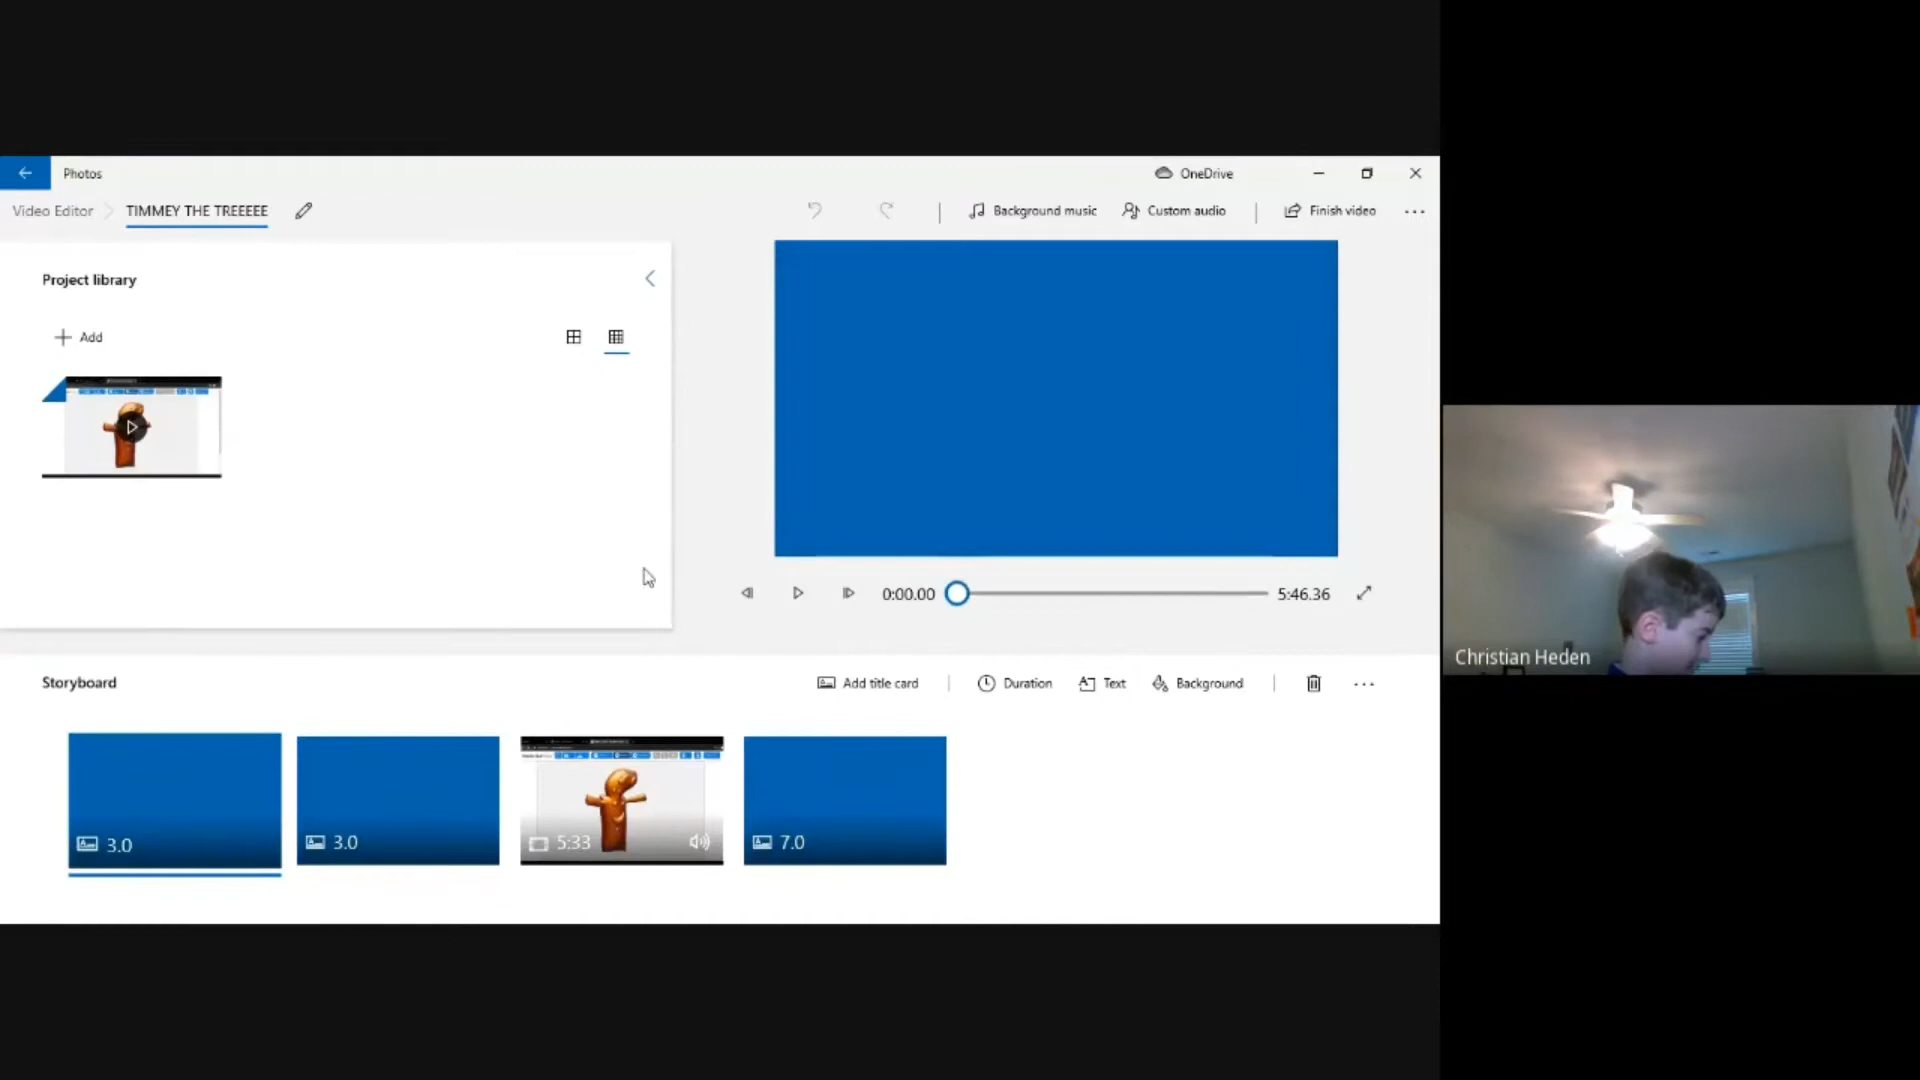 Photos
OneDrive
Video Editor
TIMMEY THE TREEEEE
Background music
Custom audio
Finish video
Project library
Add
0:00.00
5:46.36
Christian Heden
Storyboard
Add title card
Duration
Text
Background
3.0
3.0
5:33
7.0